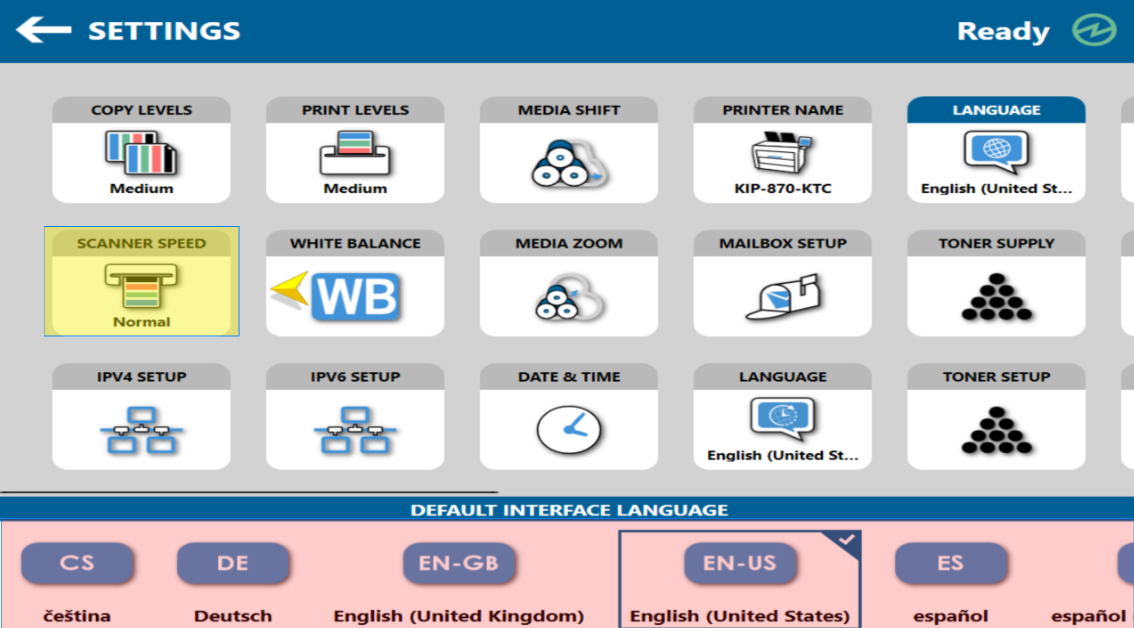 SETTINGS
Ready
COPY LEVELS
Medium
PRINT LEVELS
Medium
MEDIA SHIFT
PRINTER NAME
KIP-870-KTC
LANGUAGE
English (United St...
SCANNER SPEED
Normal
WHITE BALANCE
WB
MEDIA ZOOM
MAILBOX SETUP
TONER SUPPLY
IPV4 SETUP
IPV6 SETUP
DATE & TIME
LANGUAGE
English (United St...
TONER SETUP
DEFAULT INTERFACE LANGUAGE
CS
čeština
DE
Deutsch
EN-GB
English (United Kingdom)
EN-US
English (United States)
ES
español
español